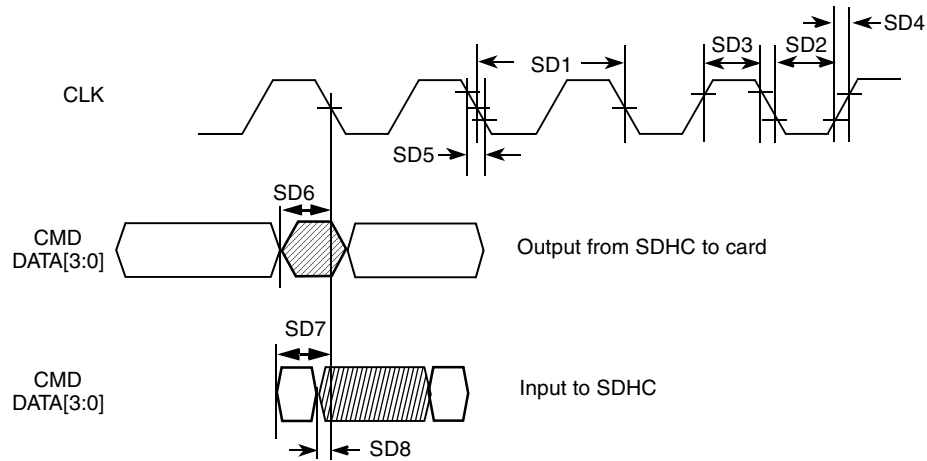 SD4
SD3
SD2
SD1
CLK
SD5
SD6
CMD
DATA[3:0]
Output from SDHC to card
SD7
CMD
DATA[3:0]
Input to SDHC
SD8